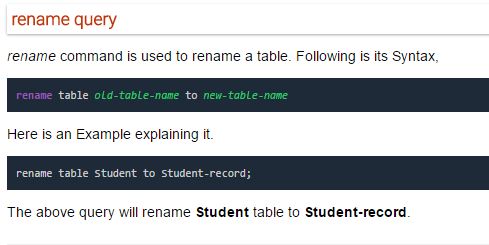 rename query
rename command is used to rename a table. Following is its Syntax,
rename table old-table-name to new-table-name
Here is an Example explaining it.
rename table Student to Student-record;
The above query will rename Student table to Student-record.